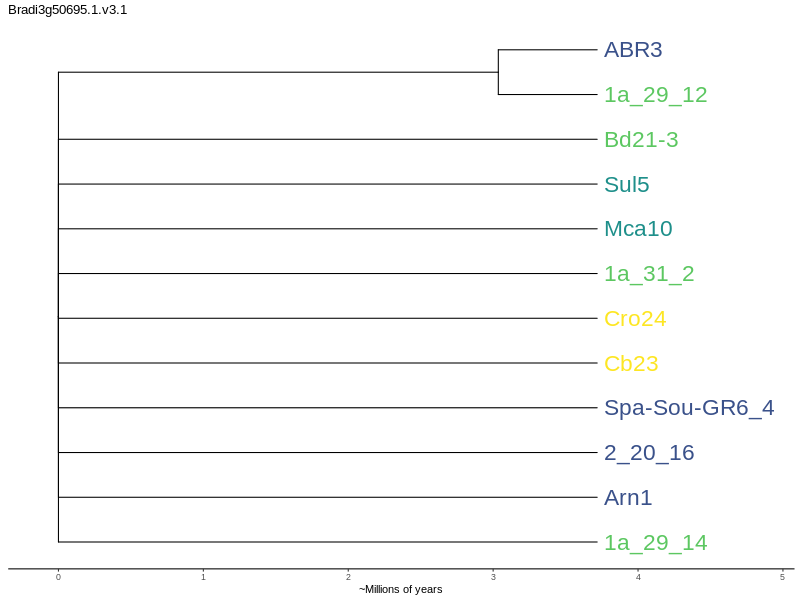 Bradi3g50695.1.v3.1
ABR3
1a_29_12
Bd21-3
Sul5
Mca10
1a_31_2
Cro24
Cb23
Spa-Sou-GR6_4
2_20_16
Arn1
1a_29_14
0 1 2 3 4 5
~Millions of years